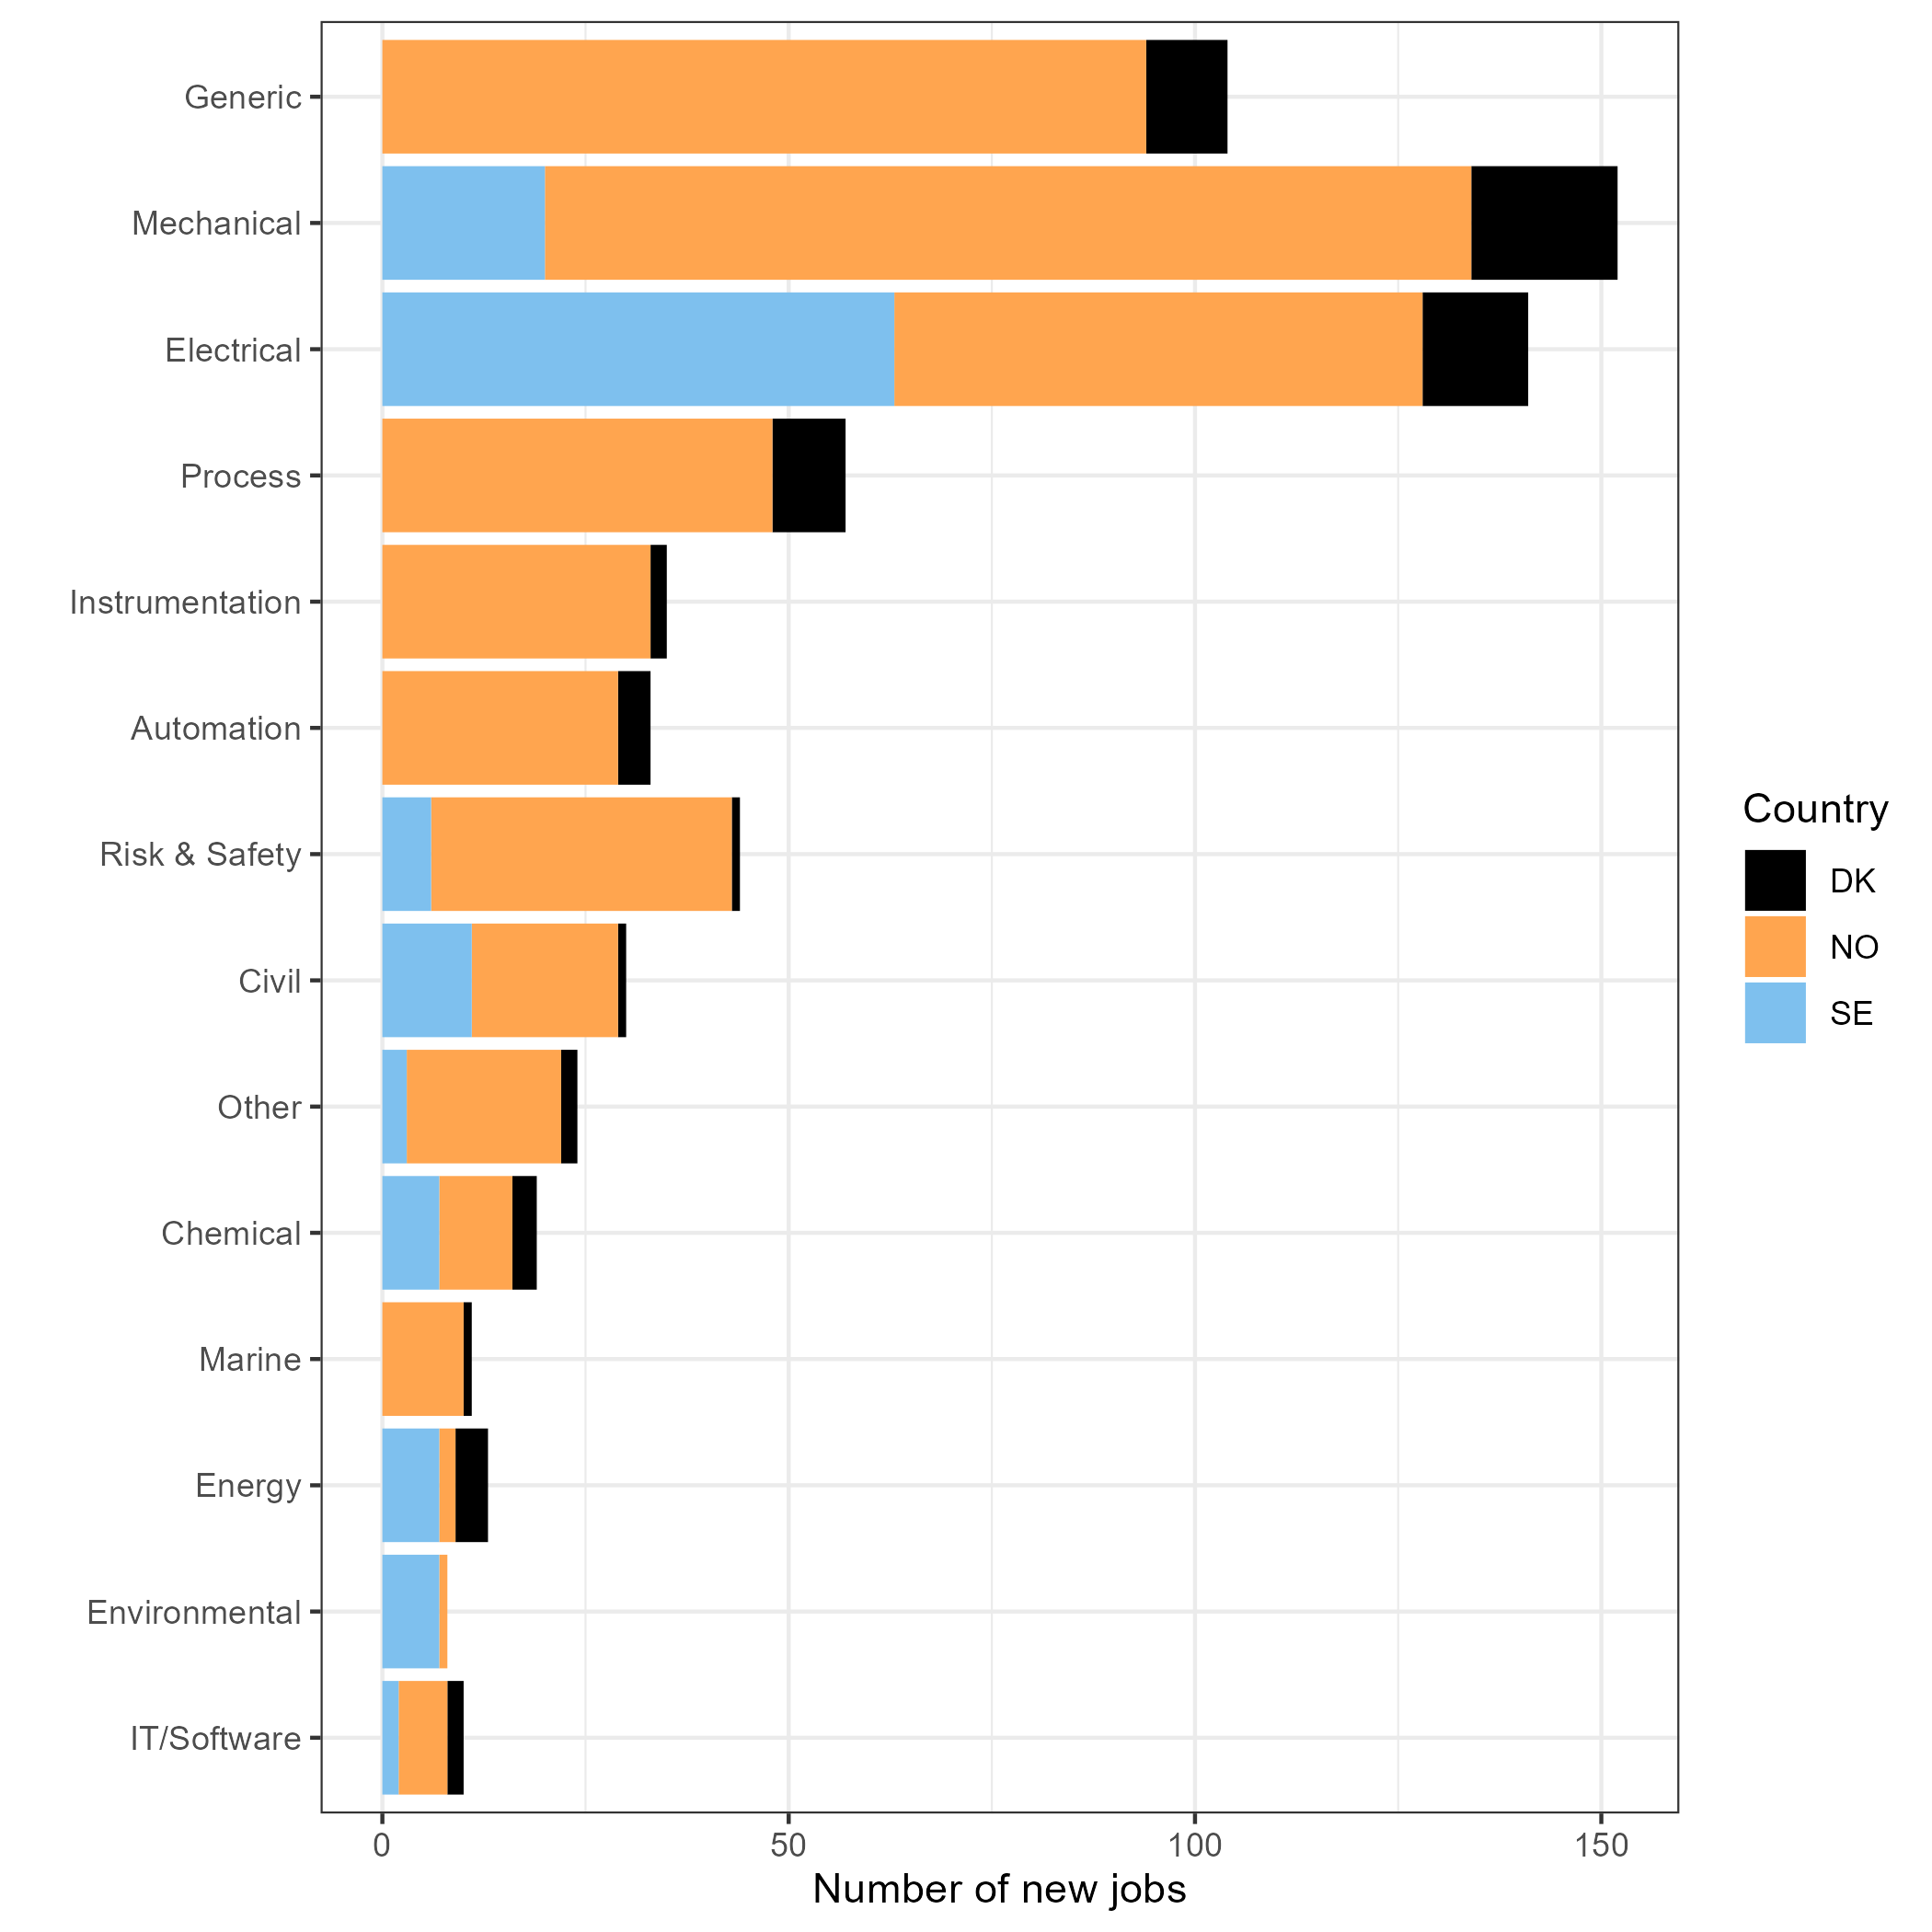 Generic
Mechanical
Electrical
Process
Instrumentation
Automation
Risk & Safety
Civil
Other
Chemical
Marine
Energy
Environmental
IT/Software
0 50 100 150
Number of new jobs
Country
DK
NO
SE